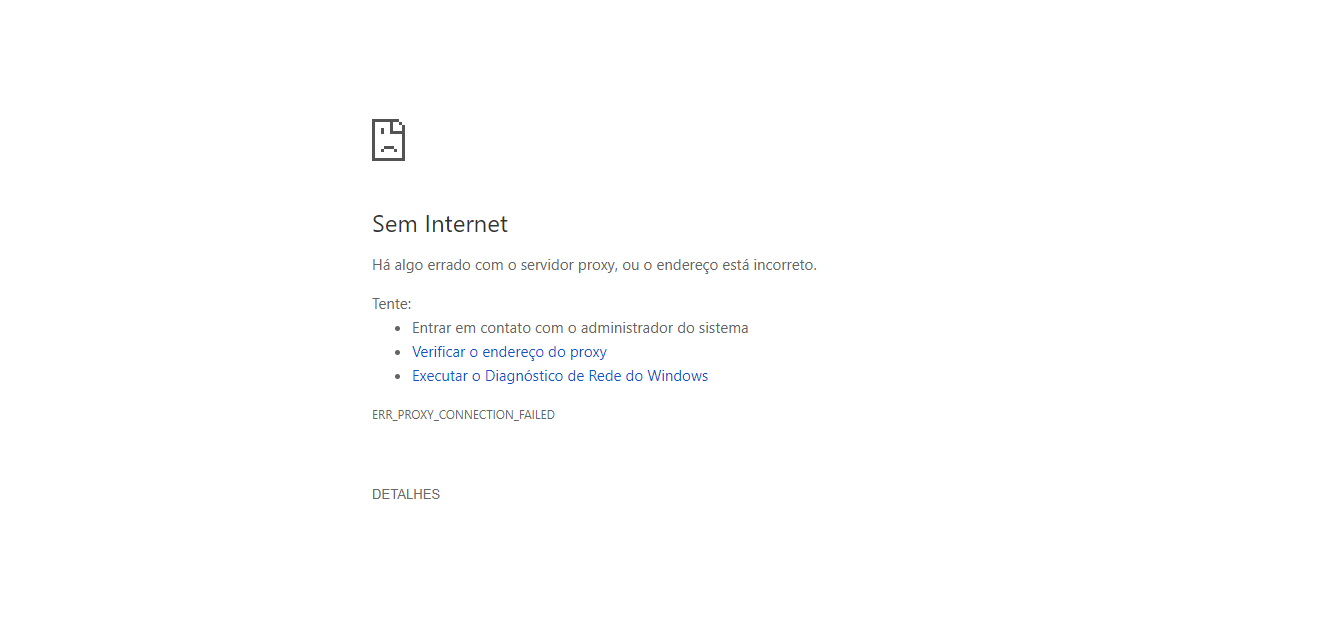 Sem Internet
Há algo errado com o servidor proxy, ou o endereço está incorreto.
Tente:
• Entrar em contato com o administrador do sistema
• Verificar o endereço do proxy
• Executar o Diagnóstico de Rede do Windows
ERR_PROXY_CONNECTION_FAILED
DETALHES